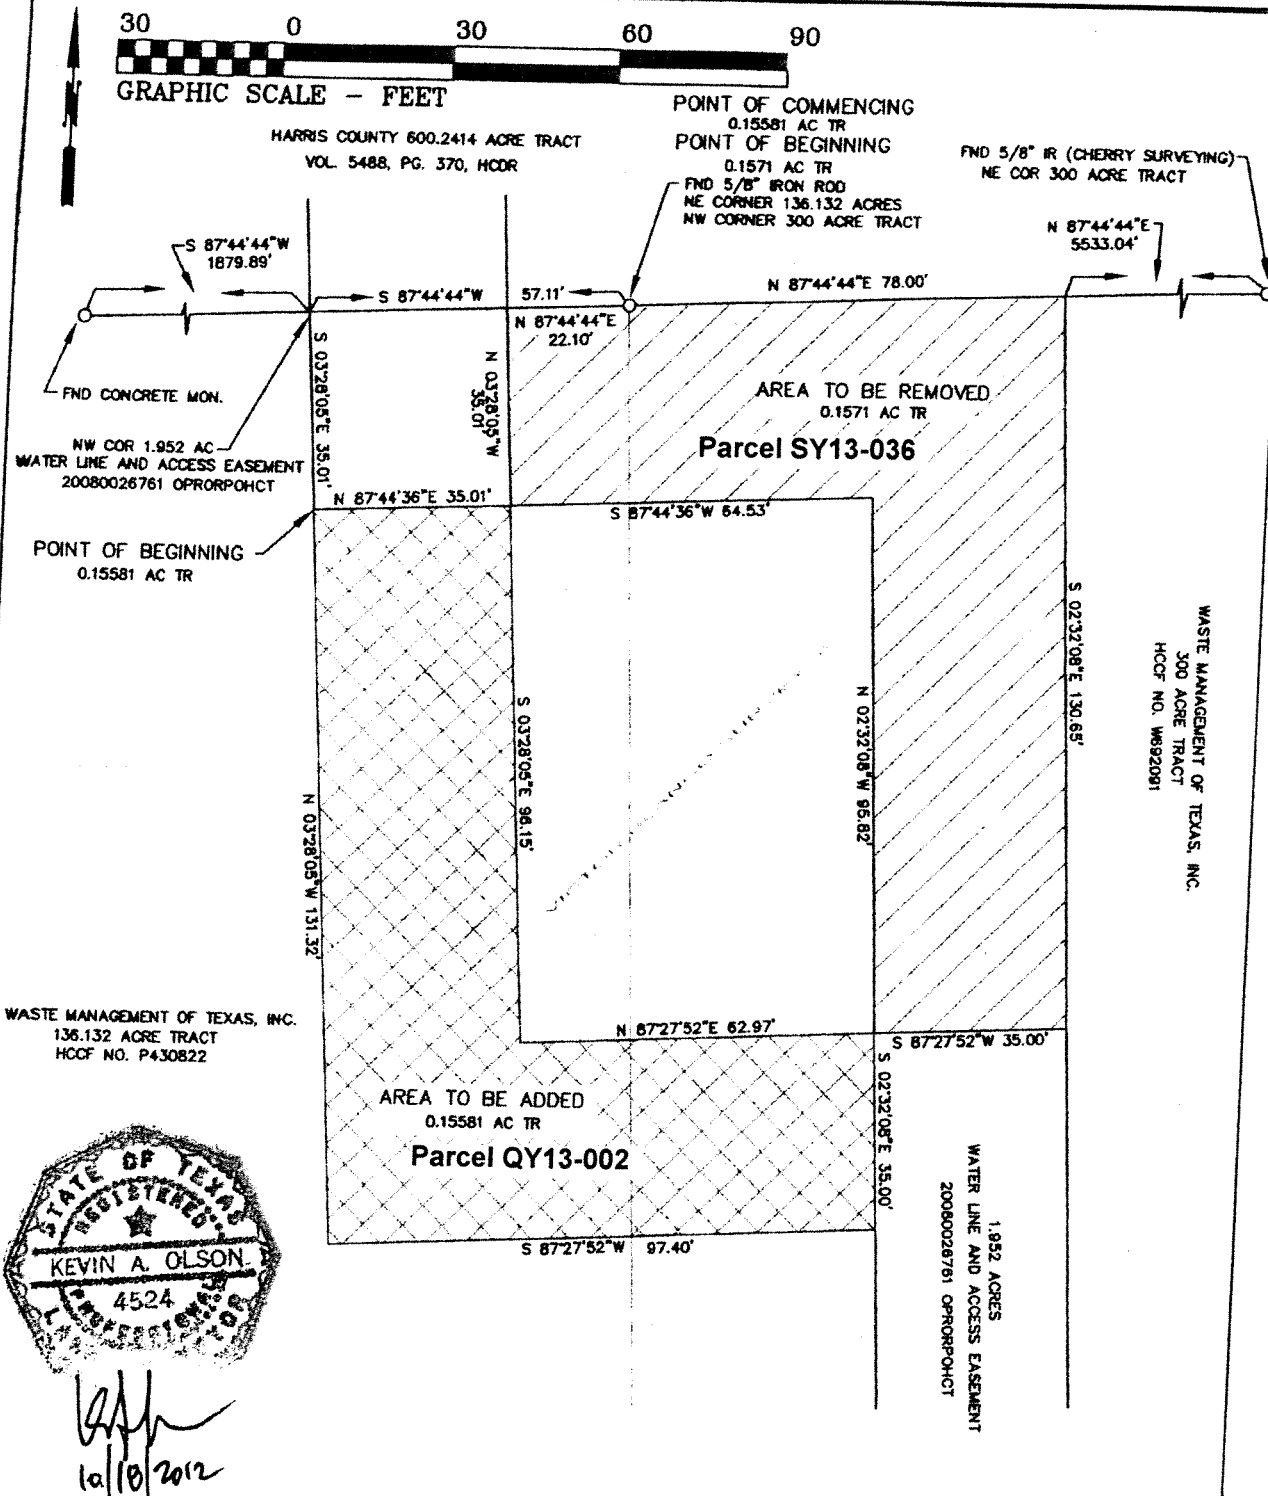 30 0 30 60 90
GRAPHIC SCALE - FEET
N
HARRIS COUNTY 600.2414 ACRE TRACT
VOL. 5488, PG. 370, HCDR
POINT OF COMMENCING
0.15581 AC TR
POINT OF BEGINNING
0.1571 AC TR
FND 5/8" IRON ROD
NE CORNER 136.132 ACRES
NW CORNER 300 ACRE TRACT
FND 5/8" IR (CHERRY SURVEYING)
NE COR 300 ACRE TRACT
N 87°44'44"E
5533.04'
S 87°44'44"W
1879.89'
S 87°44'44"W 57.11'
N 87°44'44"E
22.10'
N 87°44'44"E 78.00'
FND CONCRETE MON.
S 03°28'05"E 35.01'
N 03°28'05"W
35.01'
AREA TO BE REMOVED
0.1571 AC TR
Parcel SY13-036
NW COR 1.952 AC
WATER LINE AND ACCESS EASEMENT
20080026761 OPRORPOHCT
N 87°44'36"E 35.01'
S 87°44'36"W 64.53'
POINT OF BEGINNING
0.15581 AC TR
S 02°32'08"E 130.65'
WASTE MANAGEMENT OF TEXAS, INC.
300 ACRE TRACT
HCCF NO. W692091
S 03°28'05"E 96.15'
N 02°32'08"W 95.82'
N 03°28'05"W 131.32'
WASTE MANAGEMENT OF TEXAS, INC.
136.132 ACRE TRACT
HCCF NO. P430822
N 87°27'52"E 62.97'
S 87°27'52"W 35.00'
AREA TO BE ADDED
0.15581 AC TR
Parcel QY13-002
S 02°32'08"E 35.00'
S 87°27'52"W 97.40'
1.952 ACRES
WATER LINE AND ACCESS EASEMENT
20080026761 OPRORPOHCT
STATE OF TEXAS
REGISTERED
KEVIN A. OLSON
4524
PROFESSIONAL
10/18/2012